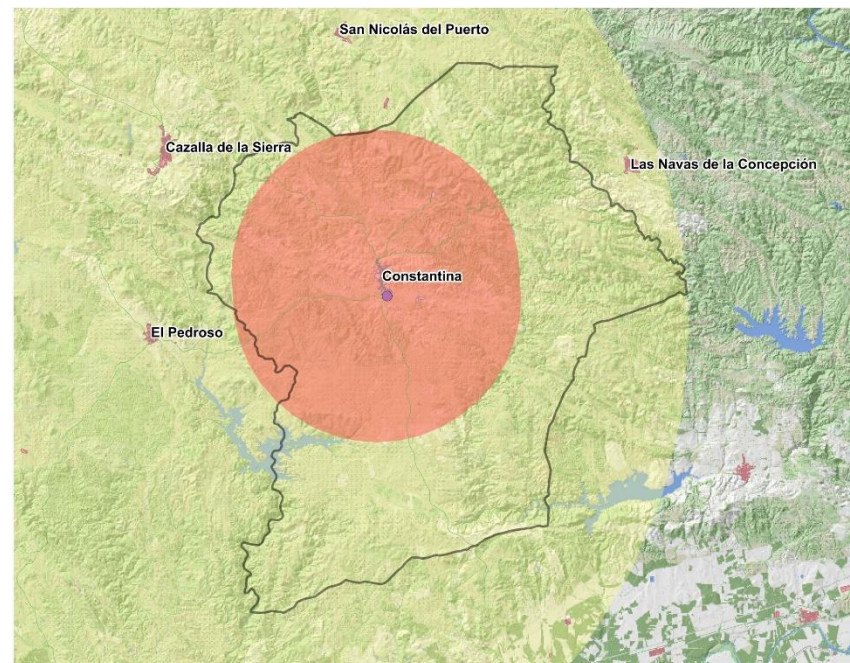 San Nicolás del Puerto
Cazalla de la Sierra
Las Navas de la Concepción
Constantina
El Pedroso